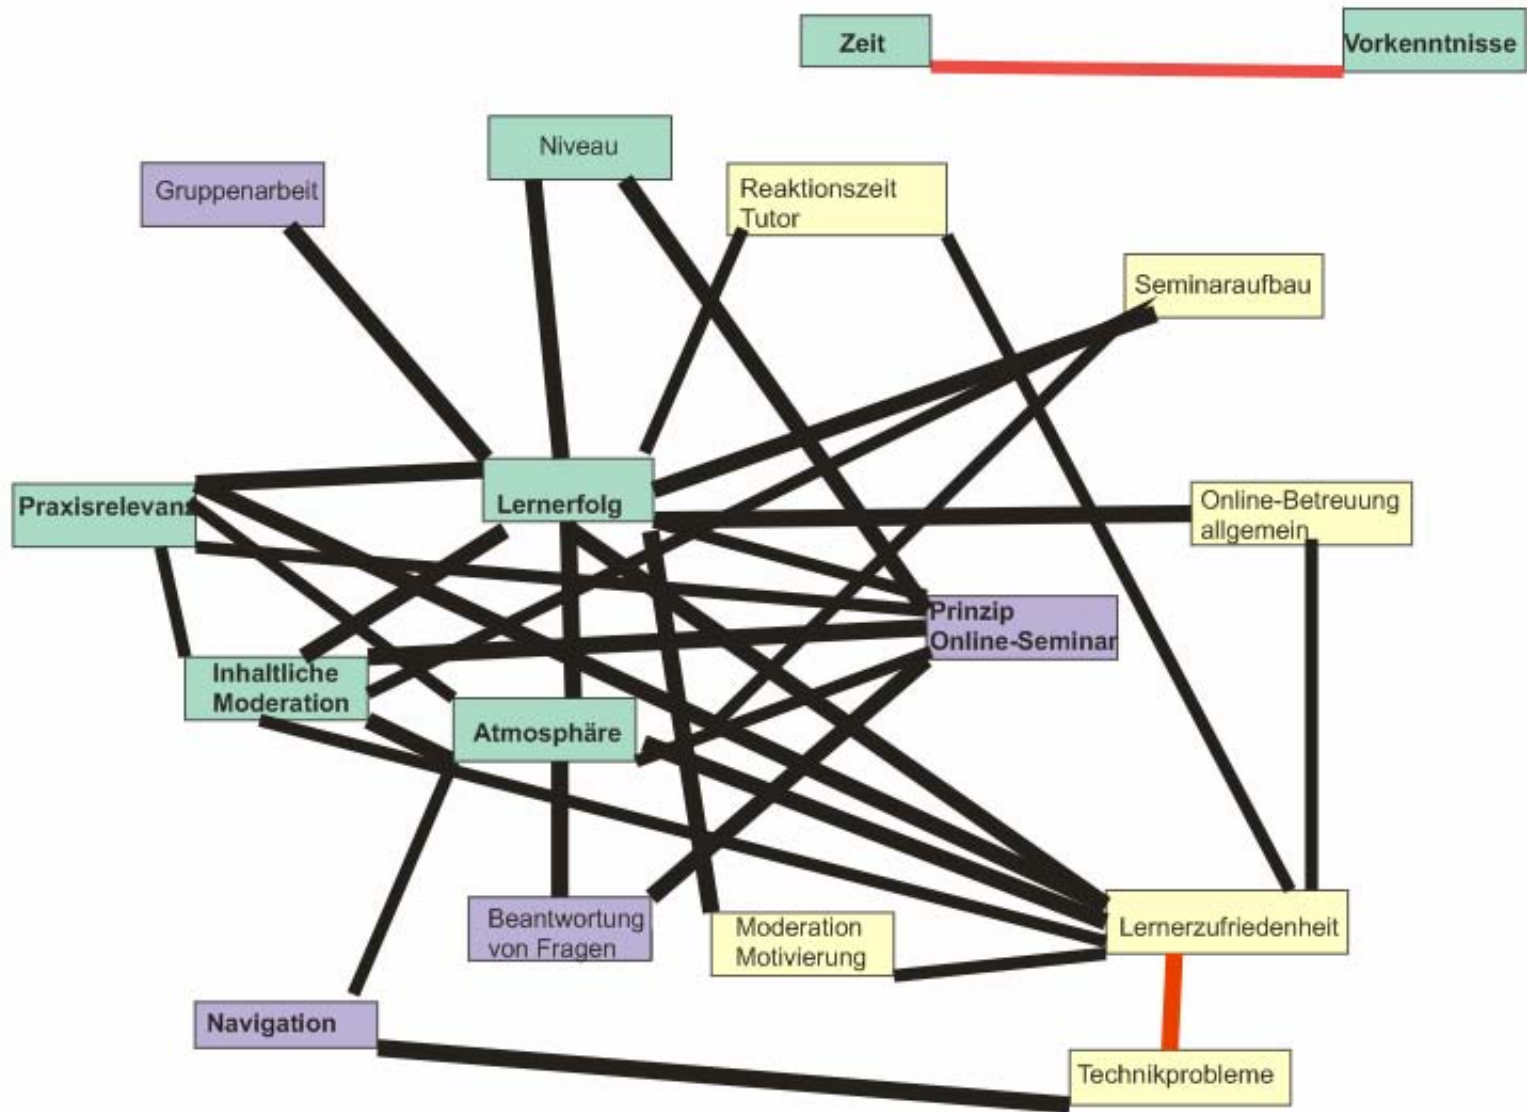 Zeit
Vorkenntnisse
Niveau
Gruppenarbeit
Reaktionszeit
Tutor
Seminaraufbau
Praxisrelevanz
Lernerfolg
Online-Betreuung
allgemein
Prinzip
Online-Seminar
Inhaltliche
Moderation
Atmosphäre
Beantwortung
von Fragen
Moderation
Motivierung
Lernerzufriedenheit
Navigation
Technikprobleme